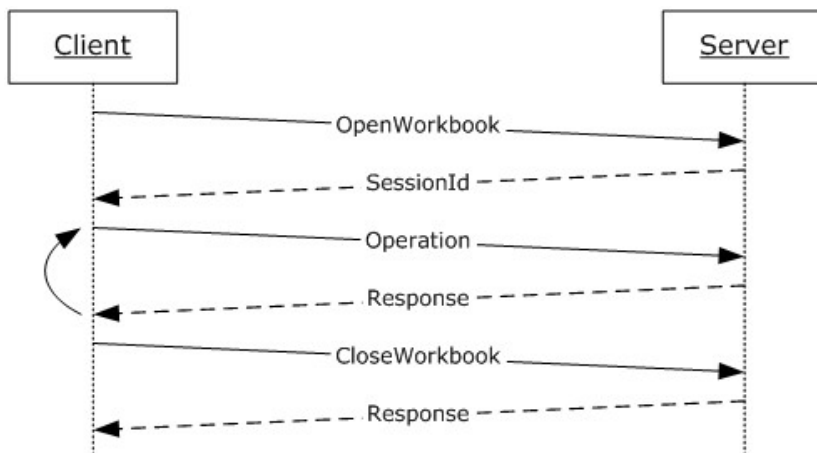 Client
Server
OpenWorkbook
SessionId
Operation
Response
CloseWorkbook
Response